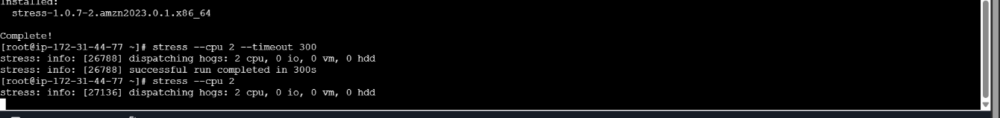 Installed:
  stress-1.0.7-2.amzn2023.0.1.x86_64
Complete!
[root@ip-172-31-44-77 ~]# stress --cpu 2 --timeout 300
stress: info: [26788] dispatching hogs: 2 cpu, 0 io, 0 vm, 0 hdd
stress: info: [26788] successful run completed in 300s
[root@ip-172-31-44-77 ~]# stress --cpu 2
stress: info: [27136] dispatching hogs: 2 cpu, 0 io, 0 vm, 0 hdd